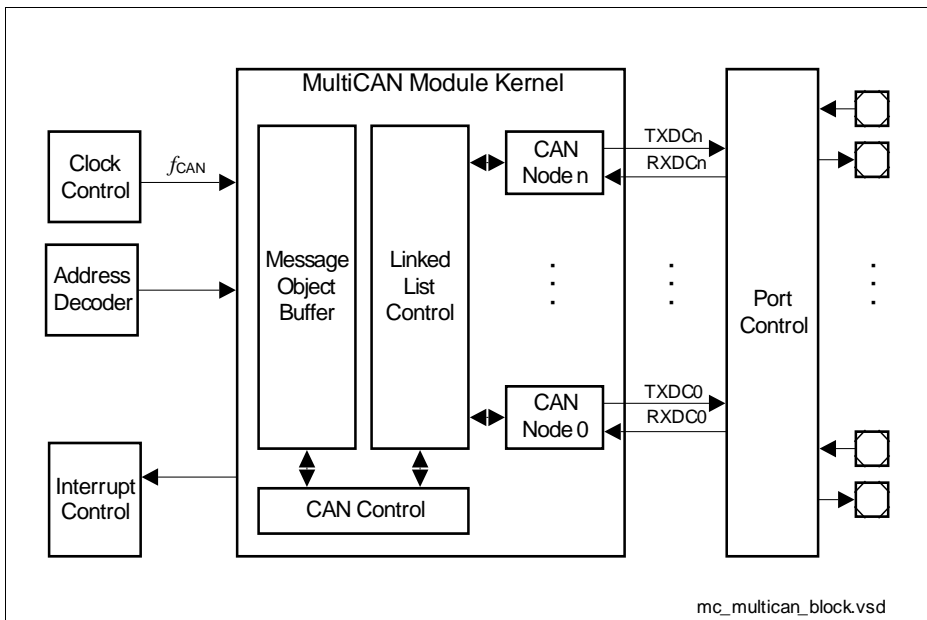 MultiCAN Module Kernel
Clock
Control
fCAN
Address
Decoder
Interrupt
Control
Message
Object
Buffer
Linked
List
Control
CAN Control
CAN
Node n
CAN
Node 0
TXDCn
RXDCn
TXDC0
RXDC0
Port
Control
mc_multican_block.vsd